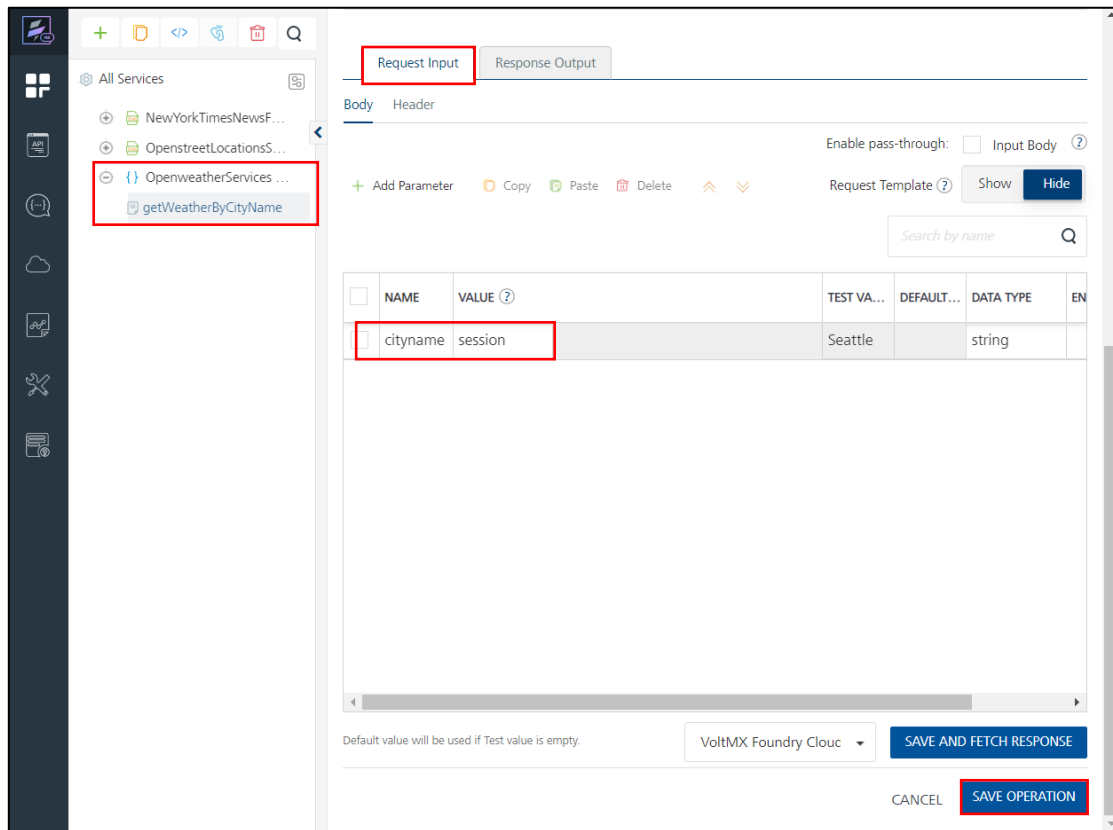 All Services
NewYorkTimesNewsF...
OpenstreetLocationsS...
{ } OpenweatherServices ...
getWeatherByCityName
Request Input
Response Output
Body
Header
Enable pass-through:
Input Body ?
+ Add Parameter
Copy
Paste
Delete
Request Template ?
Show
Hide
Search by name
NAME
VALUE ?
TEST VA...
DEFAULT...
DATA TYPE
EN
cityname
session
Seattle
string
Default value will be used if Test value is empty.
VoltMX Foundry Clouc
SAVE AND FETCH RESPONSE
CANCEL
SAVE OPERATION
API